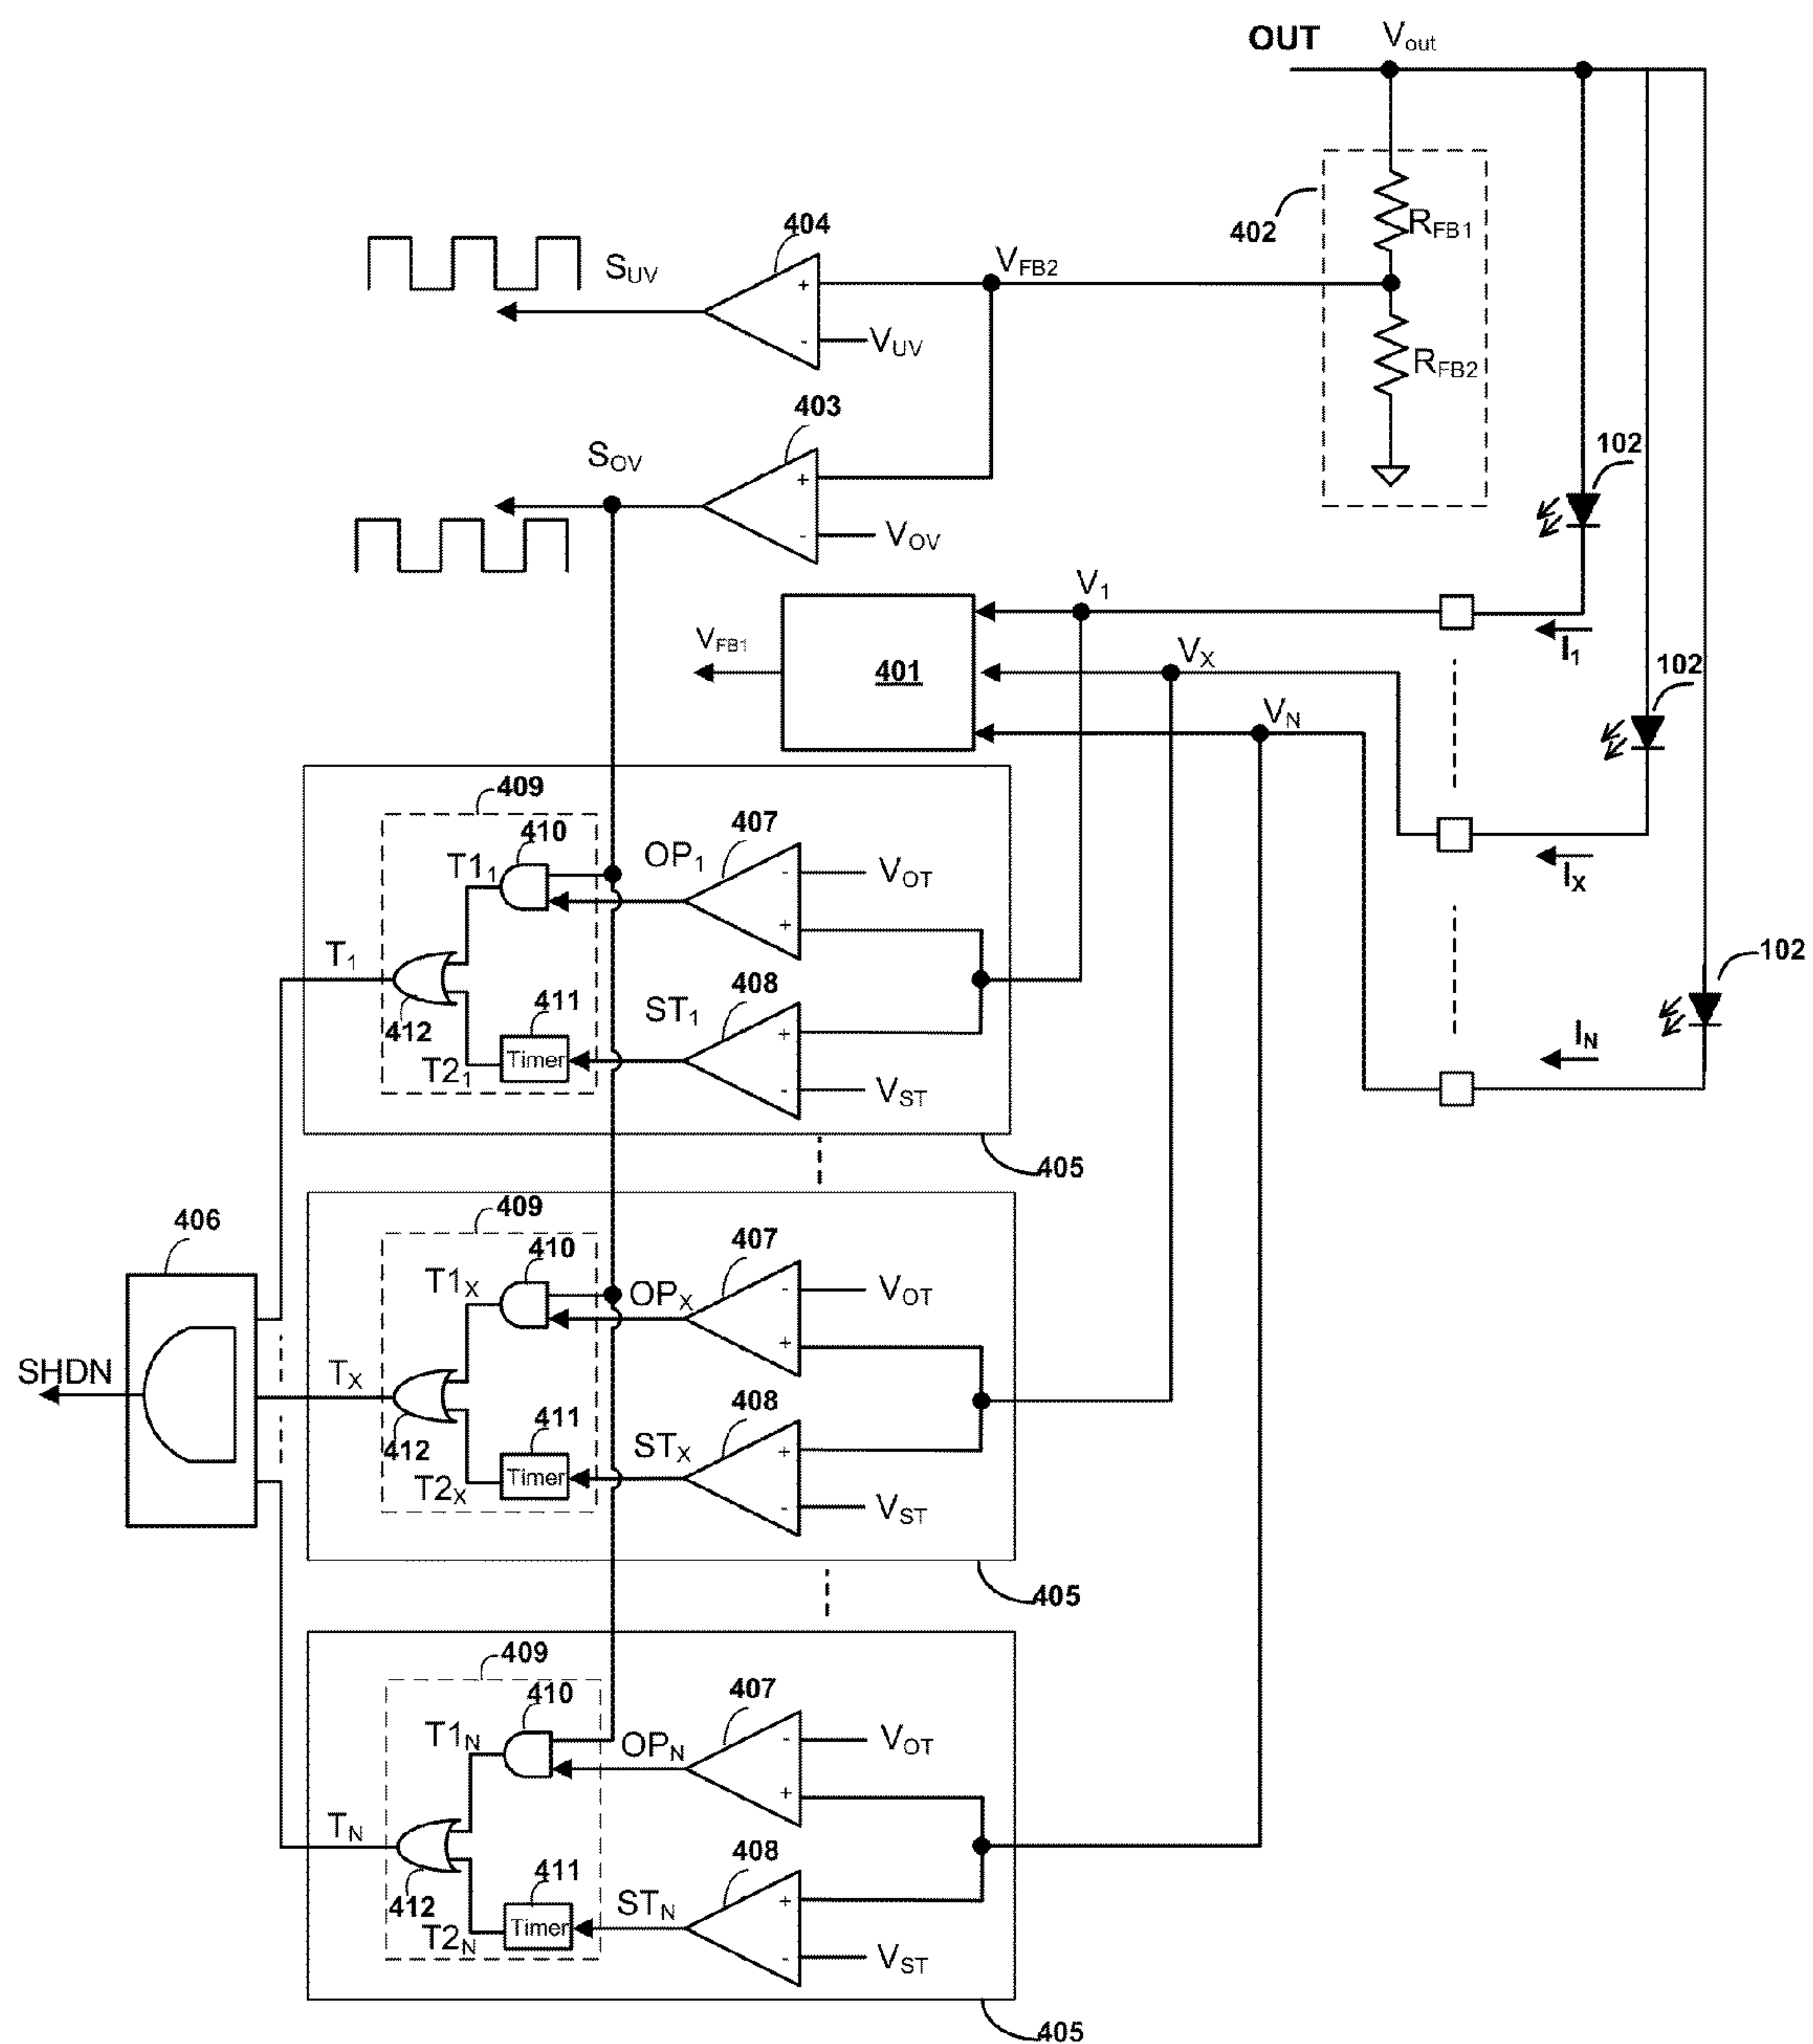 OUT Vout
402
RFB1
RFB2
404
SUV
VFB2
VUV
403
SOV
VOV
102
V1
I1
VFB1
401
VX
102
VN
IX
409
410
407
T11
OP1
VOT
T1
412
411
408
ST1
Timer
T21
VST
405
102
IN
406
409
410
407
T1X
OPX
VOT
SHDN
TX
412
411
408
STX
Timer
T2X
VST
405
409
410
407
T1N
OPN
VOT
TN
412
411
408
STN
Timer
T2N
VST
405